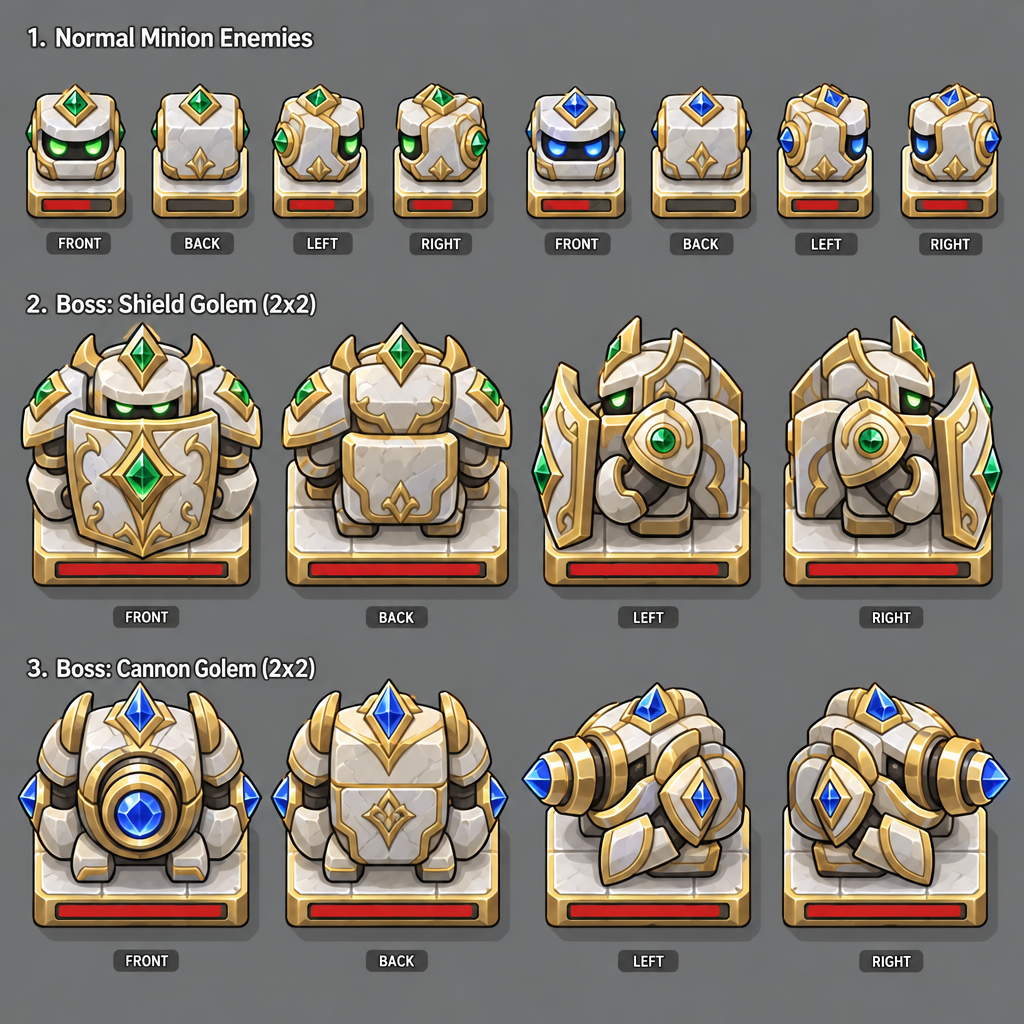 1. Normal Minion Enemies
FRONT BACK LEFT RIGHT FRONT BACK LEFT RIGHT
2. Boss: Shield Golem (2x2)
FRONT BACK LEFT RIGHT
3. Boss: Cannon Golem (2x2)
FRONT BACK LEFT RIGHT